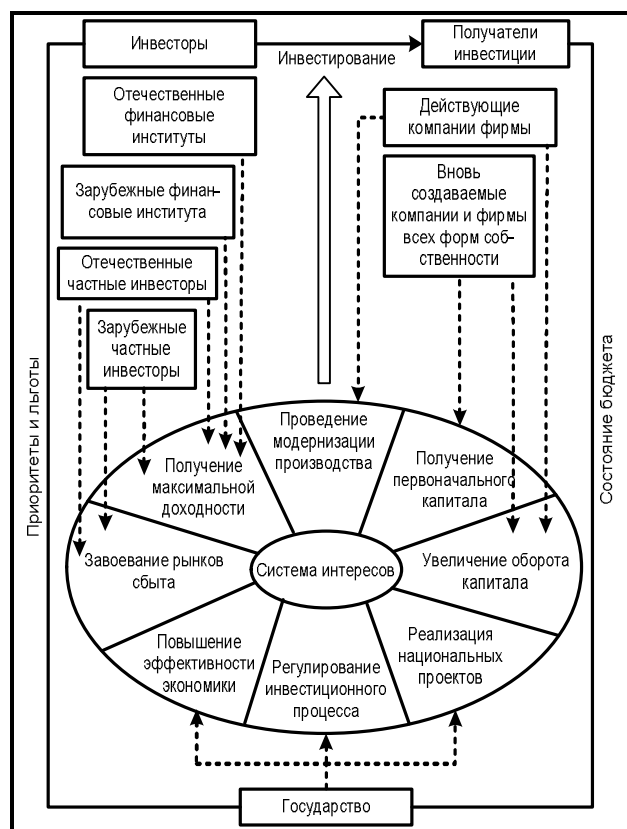 Инвесторы
Инвестирование
Получатели
инвестиции
Отечественные
финансовые
институты
Зарубежные финан-
совые института
Отечественные
частные инвесторы
Зарубежные
частные
инвесторы
Действующие
компании фирмы
Вновь
создаваемые
компании и фирмы
всех форм соб-
ственности
Приоритеты и льготы
Состояние бюджета
Проведение
модернизации
производства
Получение
максимальной
доходности
Получение
первоначального
капитала
Завоевание рынков
сбыта
Система интересов
Увеличение оборота
капитала
Повышение
эффективности
экономики
Регулирование
инвестиционного
процесса
Реализация
национальных
проектов
Государство